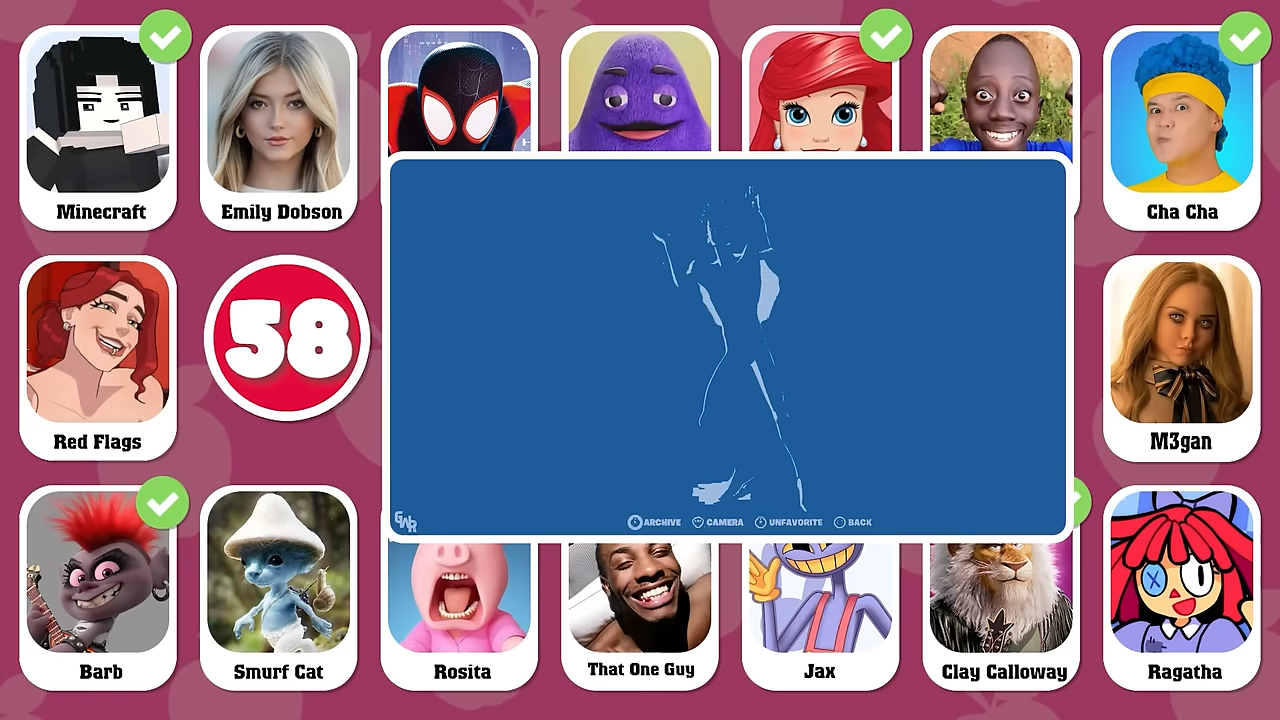 Minecraft
Emily Dobson
Cha Cha
Red Flags
58
M3gan
GWR
ARCHIVE CAMERA UNFAVORITE BACK
Barb
Smurf Cat
Rosita
That One Guy
Jax
Clay Calloway
Ragatha